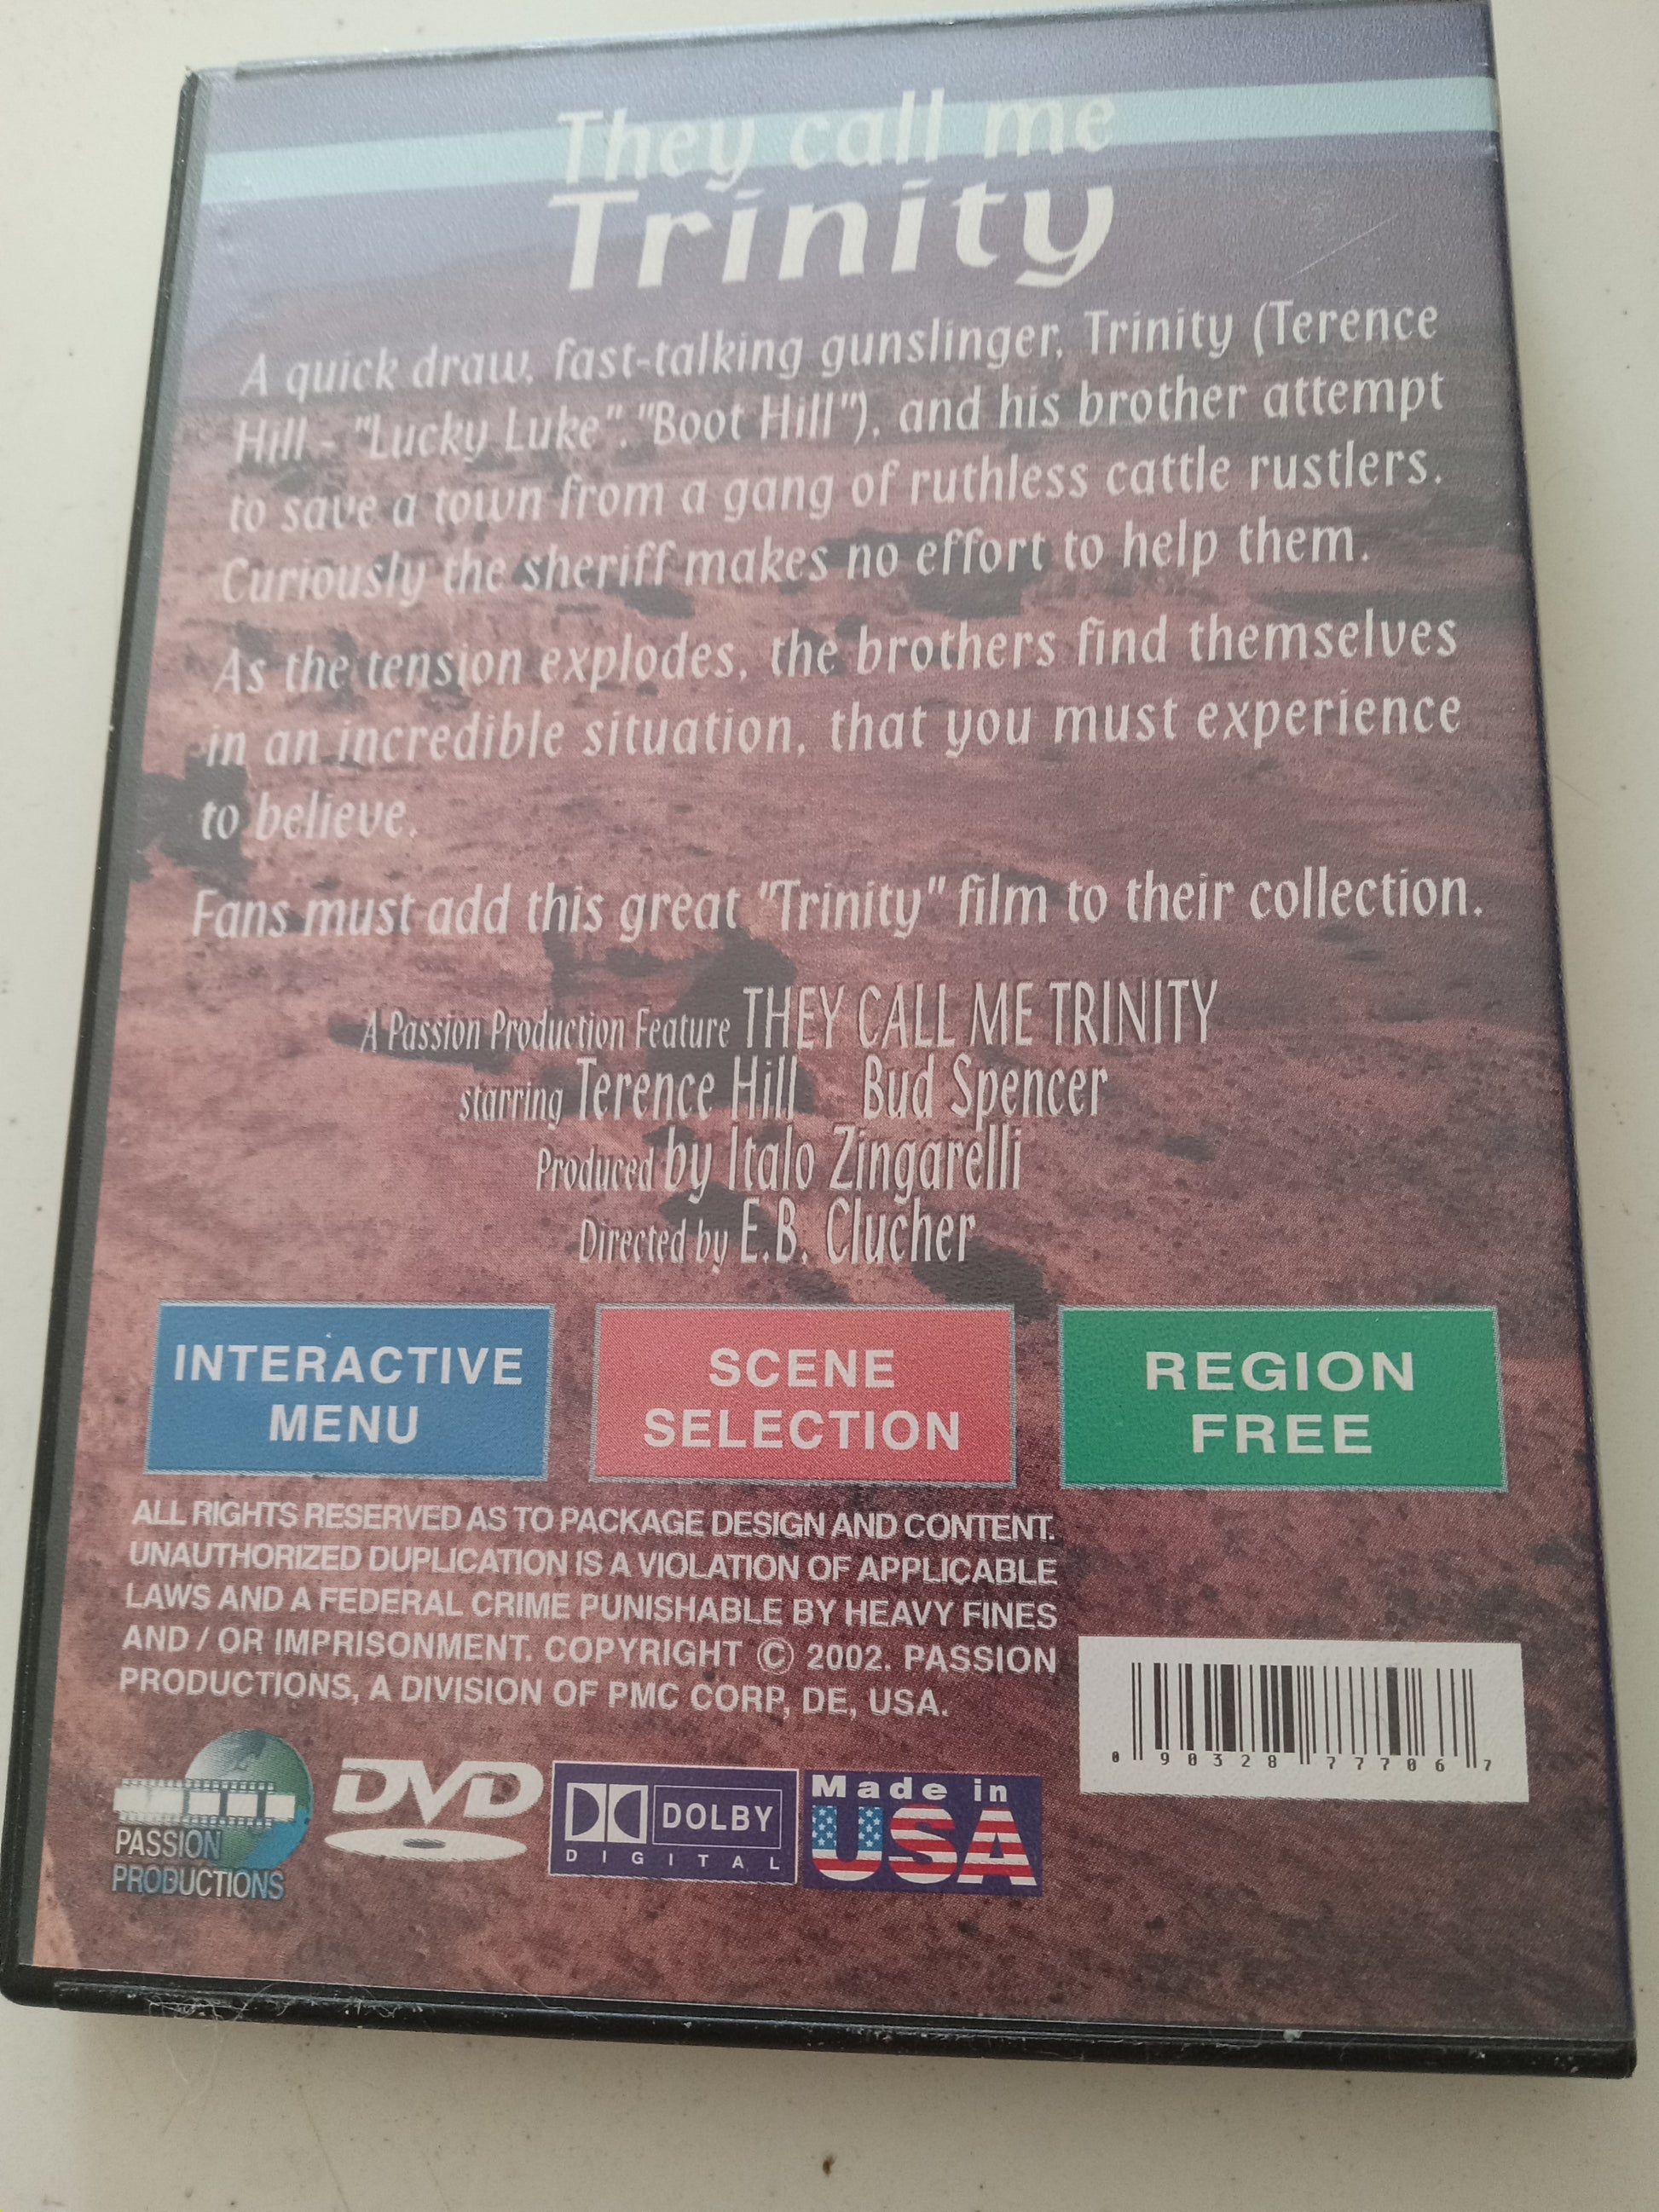 They call me
Trinity
A quick draw, fast-talking gunslinger, Trinity (Terence
Hill - "Lucky Luke", "Boot Hill"), and his brother attempt
to save a town from a gang of ruthless cattle rustlers.
Curiously the sheriff makes no effort to help them.
As the tension explodes, the brothers find themselves
in an incredible situation, that you must experience
to believe.
Fans must add this great "Trinity" film to their collection.
A Passion Production Feature THEY CALL ME TRINITY
starring Terence Hill Bud Spencer
Produced by Italo Zingarelli
Directed by E.B. Clucher
INTERACTIVE
MENU
SCENE
SELECTION
REGION
FREE
ALL RIGHTS RESERVED AS TO PACKAGE DESIGN AND CONTENT.
UNAUTHORIZED DUPLICATION IS A VIOLATION OF APPLICABLE
LAWS AND A FEDERAL CRIME PUNISHABLE BY HEAVY FINES
AND / OR IMPRISONMENT. COPYRIGHT © 2002. PASSION
PRODUCTIONS, A DIVISION OF PMC CORP, DE, USA.
PASSION
PRODUCTIONS
DVD
DOLBY
DIGITAL
Made in
USA
0 90328 77706 7